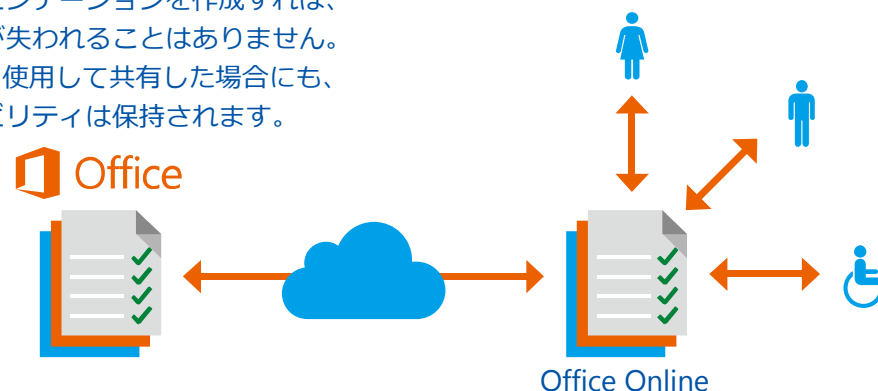 ンテーションを作成すれば、
が失われることはありません。
使用して共有した場合にも、
ビリティは保持されます。
Office
Office Online